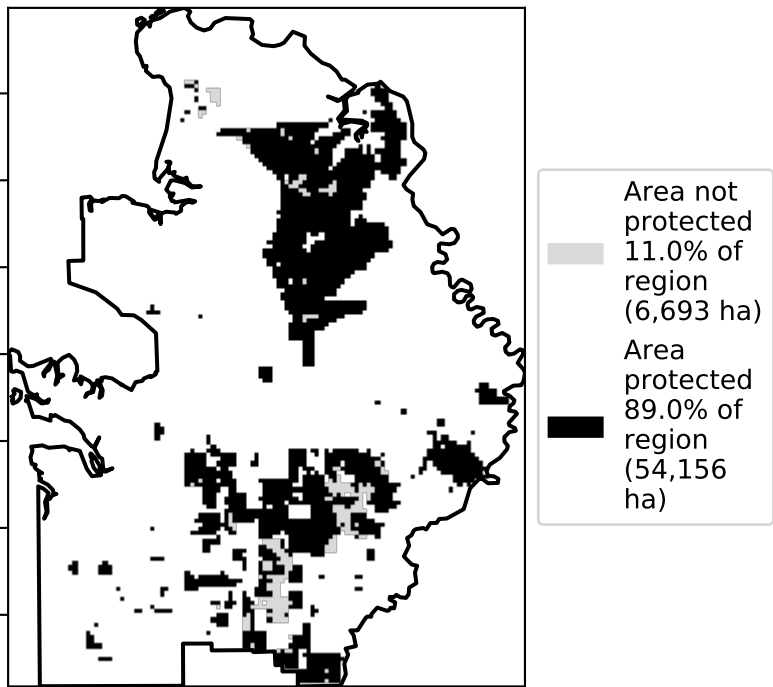 Area not
protected
11.0% of
region
(6,693 ha)
Area
protected
89.0% of
region
(54,156
ha)